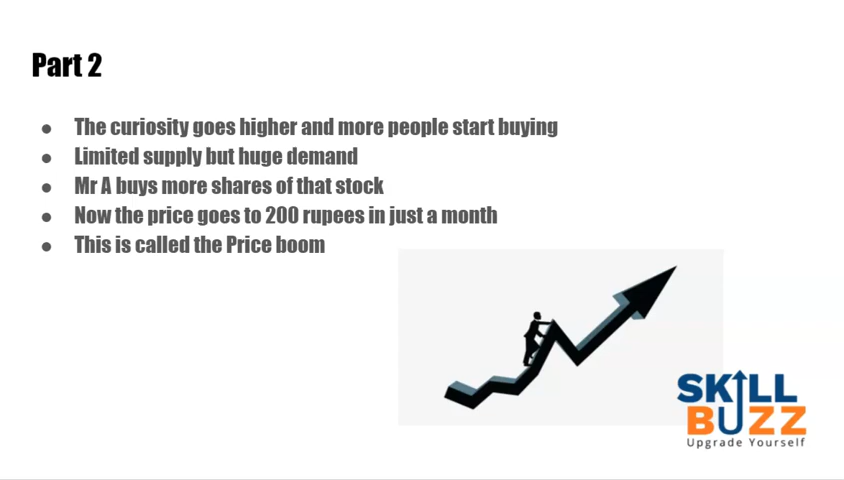 Part 2
● The curiosity goes higher and more people start buying
● Limited supply but huge demand
● Mr A buys more shares of that stock
● Now the price goes to 200 rupees in just a month
● This is called the Price boom
SKILL
BUZZ
Upgrade Yourself